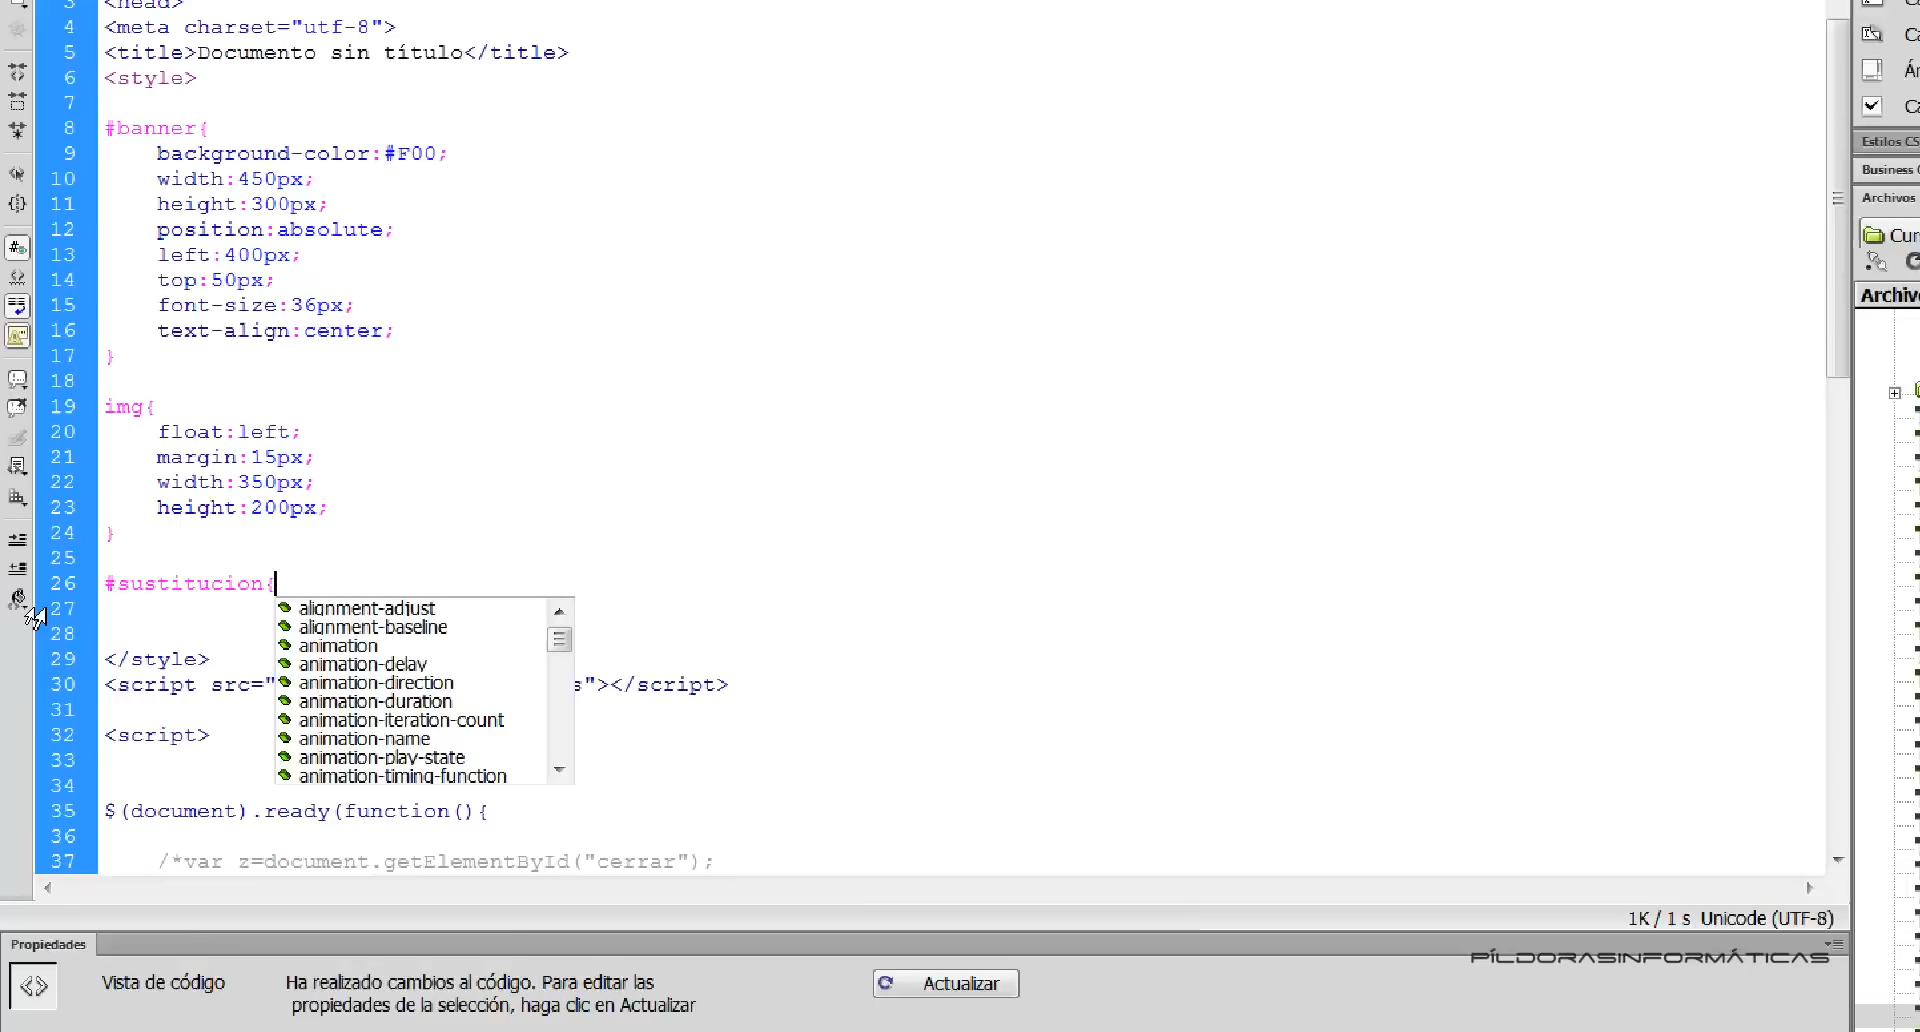 3 <head>
4 <meta charset="utf-8">
5 <title>Documento sin título</title>
6 <style>
7
8 #banner{
9 background-color:#F00;
10 width:450px;
11 height:300px;
12 position:absolute;
13 left:400px;
14 top:50px;
15 font-size:36px;
16 text-align:center;
17 }
18
19 img{
20 float:left;
21 margin:15px;
22 width:350px;
23 height:200px;
24 }
25
26 #sustitucion{
27
28
29 </style>
30 <script src=" s"></script>
31
32 <script>
33
34
35 $(document).ready(function(){
36
37 /*var z=document.getElementById("cerrar");
alignment-adjust
alignment-baseline
animation
animation-delay
animation-direction
animation-duration
animation-iteration-count
animation-name
animation-play-state
animation-timing-function
1K / 1 s Unicode (UTF-8)
Propiedades
Vista de código
Ha realizado cambios al código. Para editar las
propiedades de la selección, haga clic en Actualizar
Actualizar
PÍLDORASINFORMÁTICAS
Estilos CS
Business
Archivos
Cur
Archivo